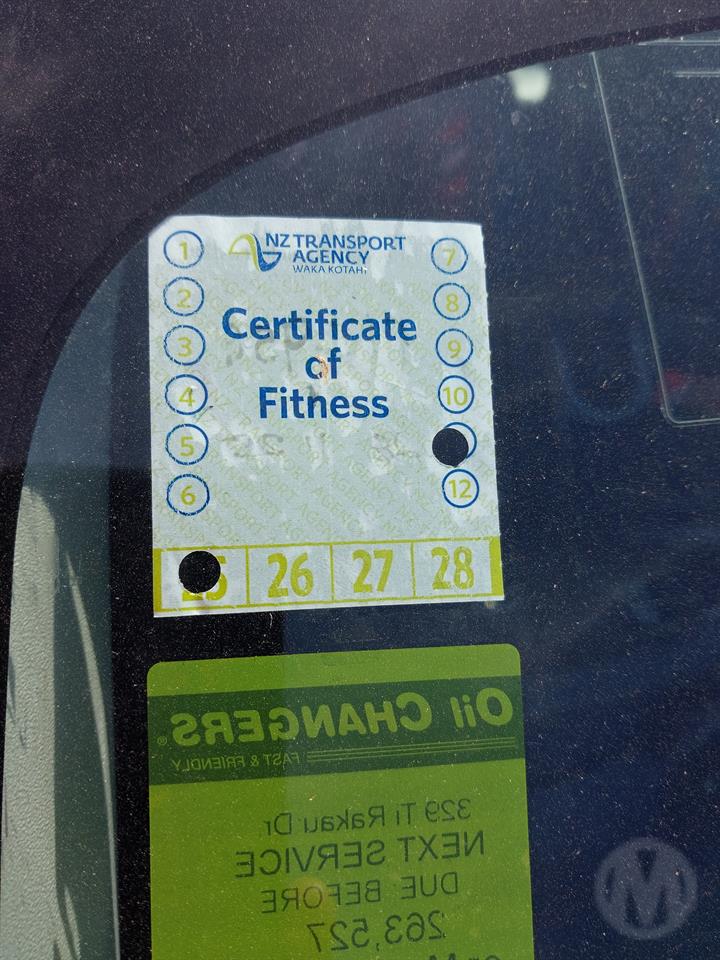 NZ TRANSPORT
AGENCY
WAKA KOTAHI
1
2
3
4
5
6
7
8
9
10
12
Certificate
of
Fitness
26 27 28
Oil CHANGERS®
FAST & FRIENDLY
329 Ti Rakau Dr
NEXT SERVICE
DUE BEFORE
263,527
M